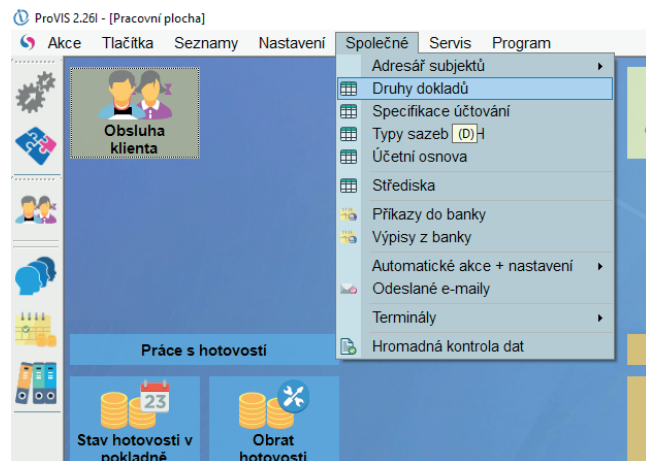 ProVIS 2.26I - [Pracovní plocha]
Akce Tlačítka Seznamy Nastavení Společné Servis Program
Adresář subjektů
Druhy dokladů
Specifikace účtování
Typy sazeb (D)
Účetní osnova
Střediska
Příkazy do banky
Výpisy z banky
Automatické akce + nastavení
Odeslané e-maily
Terminály
Hromadná kontrola dat
Obsluha
klienta
Práce s hotovostí
23
Stav hotovosti v
pokladně
Obrat
hotovosti